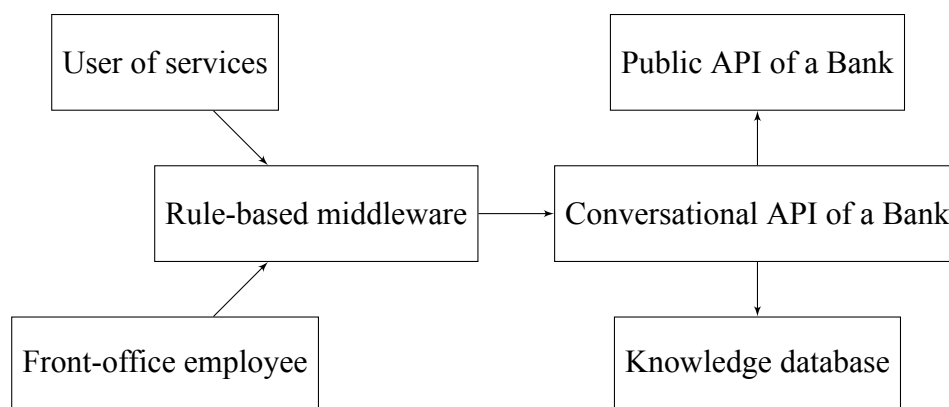 User of services
Public API of a Bank
Rule-based middleware
Conversational API of a Bank
Front-office employee
Knowledge database